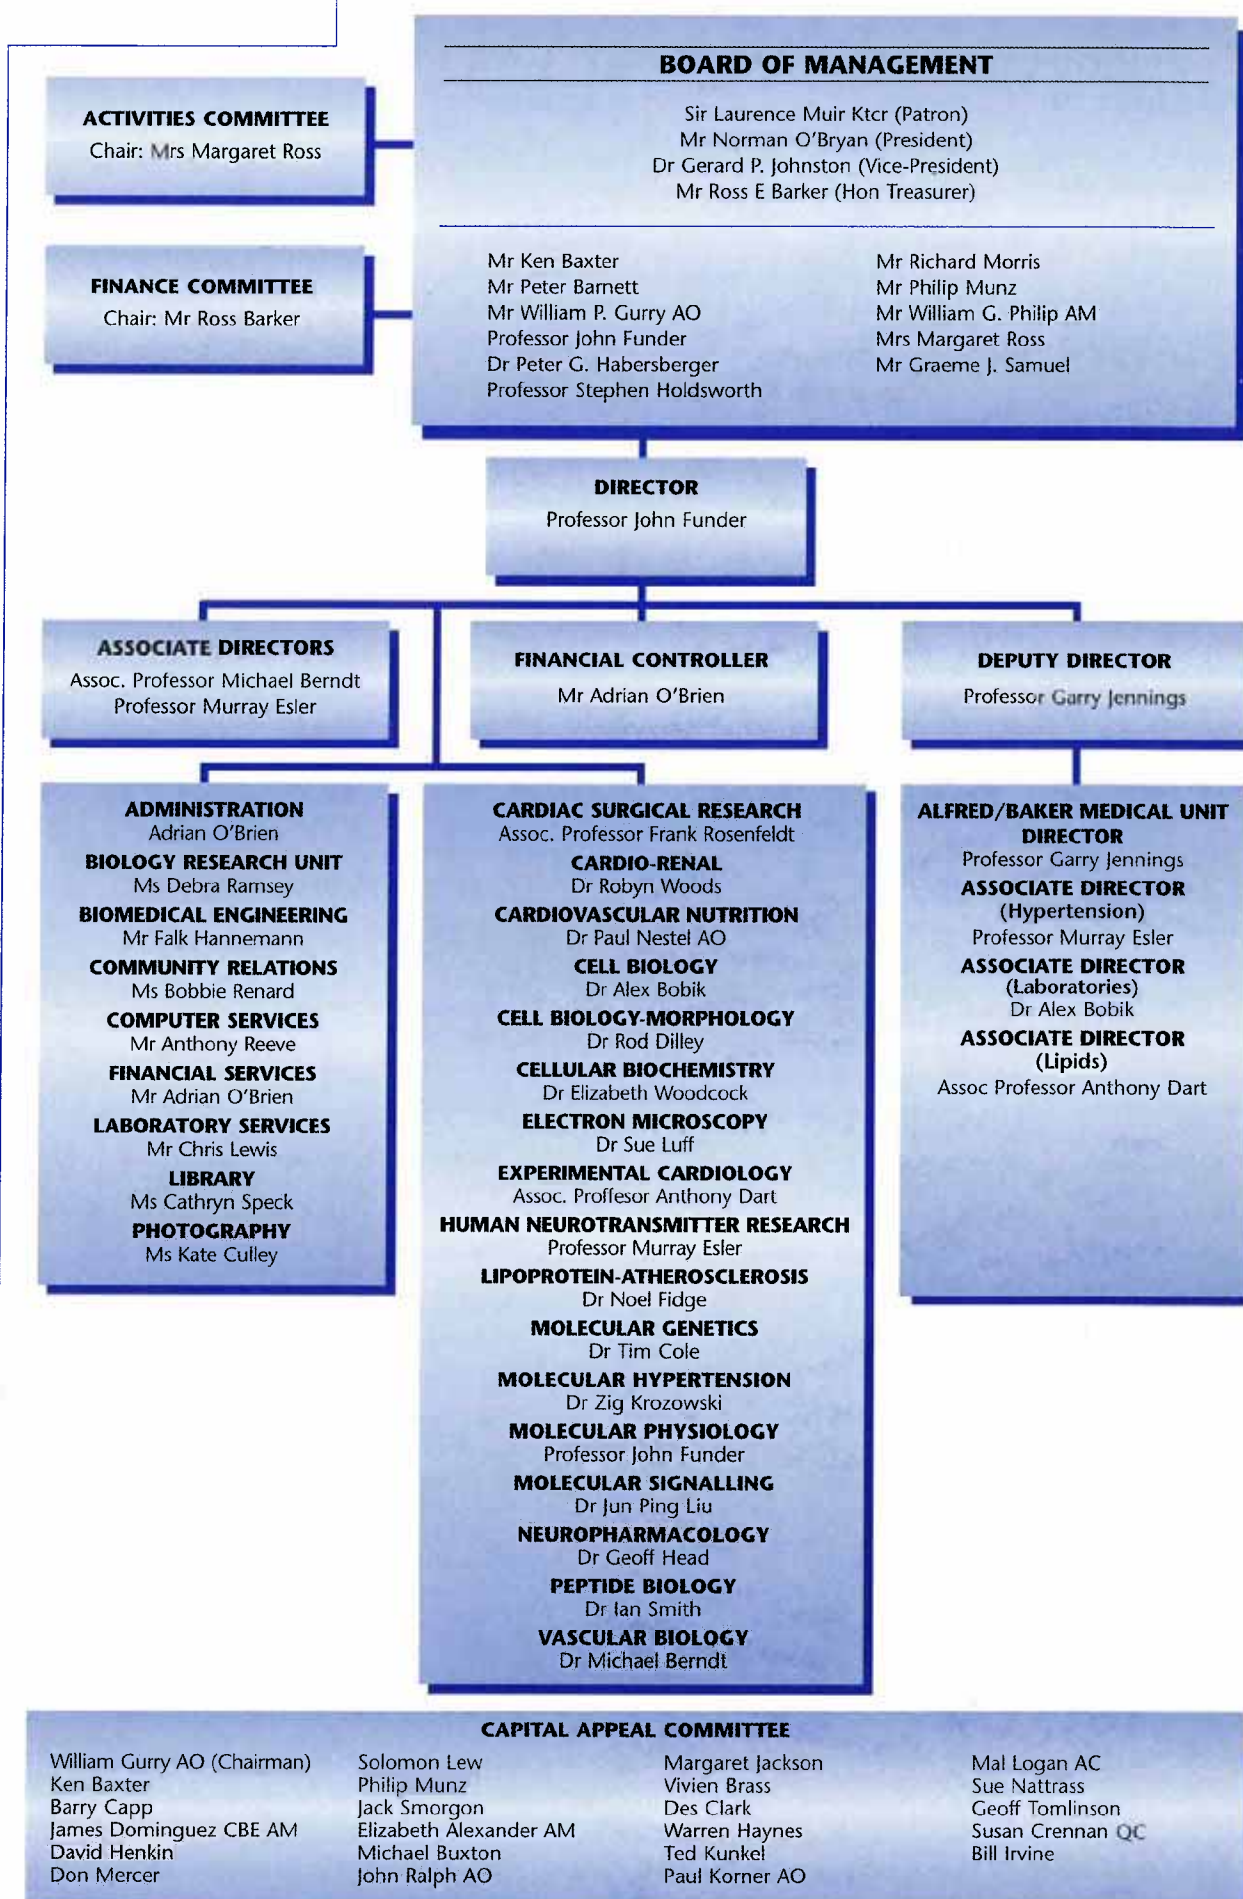 BOARD OF MANAGEMENT
Sir Laurence Muir Ktcr (Patron)
Mr Norman O'Bryan (President)
Dr Gerard P. Johnston (Vice-President)
Mr Ross E Barker (Hon Treasurer)
Mr Ken Baxter
Mr Peter Barnett
Mr William P. Gurry AO
Professor John Funder
Dr Peter G. Habersberger
Professor Stephen Holdsworth
Mr Richard Morris
Mr Philip Munz
Mr William G. Philip AM
Mrs Margaret Ross
Mr Graeme J. Samuel
ACTIVITIES COMMITTEE
Chair: Mrs Margaret Ross
FINANCE COMMITTEE
Chair: Mr Ross Barker
DIRECTOR
Professor John Funder
ASSOCIATE DIRECTORS
Assoc. Professor Michael Berndt
Professor Murray Esler
FINANCIAL CONTROLLER
Mr Adrian O'Brien
DEPUTY DIRECTOR
Professor Garry Jennings
ADMINISTRATION
Adrian O'Brien
BIOLOGY RESEARCH UNIT
Ms Debra Ramsey
BIOMEDICAL ENGINEERING
Mr Falk Hannemann
COMMUNITY RELATIONS
Ms Bobbie Renard
COMPUTER SERVICES
Mr Anthony Reeve
FINANCIAL SERVICES
Mr Adrian O'Brien
LABORATORY SERVICES
Mr Chris Lewis
LIBRARY
Ms Cathryn Speck
PHOTOGRAPHY
Ms Kate Culley
CARDIAC SURGICAL RESEARCH
Assoc. Professor Frank Rosenfeldt
CARDIO-RENAL
Dr Robyn Woods
CARDIOVASCULAR NUTRITION
Dr Paul Nestel AO
CELL BIOLOGY
Dr Alex Bobik
CELL BIOLOGY-MORPHOLOGY
Dr Rod Dilley
CELLULAR BIOCHEMISTRY
Dr Elizabeth Woodcock
ELECTRON MICROSCOPY
Dr Sue Luff
EXPERIMENTAL CARDIOLOGY
Assoc. Proffesor Anthony Dart
HUMAN NEUROTRANSMITTER RESEARCH
Professor Murray Esler
LIPOPROTEIN-ATHEROSCLEROSIS
Dr Noel Fidge
MOLECULAR GENETICS
Dr Tim Cole
MOLECULAR HYPERTENSION
Dr Zig Krozowski
MOLECULAR PHYSIOLOGY
Professor John Funder
MOLECULAR SIGNALLING
Dr Jun Ping Liu
NEUROPHARMACOLOGY
Dr Geoff Head
PEPTIDE BIOLOGY
Dr Ian Smith
VASCULAR BIOLOGY
Dr Michael Berndt
ALFRED/BAKER MEDICAL UNIT
DIRECTOR
Professor Garry Jennings
ASSOCIATE DIRECTOR
(Hypertension)
Professor Murray Esler
ASSOCIATE DIRECTOR
(Laboratories)
Dr Alex Bobik
ASSOCIATE DIRECTOR
(Lipids)
Assoc Professor Anthony Dart
CAPITAL APPEAL COMMITTEE
William Gurry AO (Chairman)
Ken Baxter
Barry Capp
James Dominguez CBE AM
David Henkin
Don Mercer
Solomon Lew
Philip Munz
Jack Smorgon
Elizabeth Alexander AM
Michael Buxton
John Ralph AO
Margaret Jackson
Vivien Brass
Des Clark
Warren Haynes
Ted Kunkel
Paul Korner AO
Mal Logan AC
Sue Nattrass
Geoff Tomlinson
Susan Crennan QC
Bill Irvine